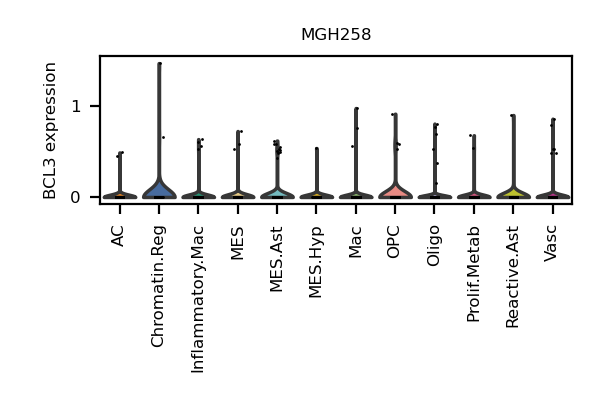 MGH258
BCL3 expression
1
0
AC
Chromatin.Reg
Inflammatory.Mac
MES
MES.Ast
MES.Hyp
Mac
OPC
Oligo
Prolif.Metab
Reactive.Ast
Vasc